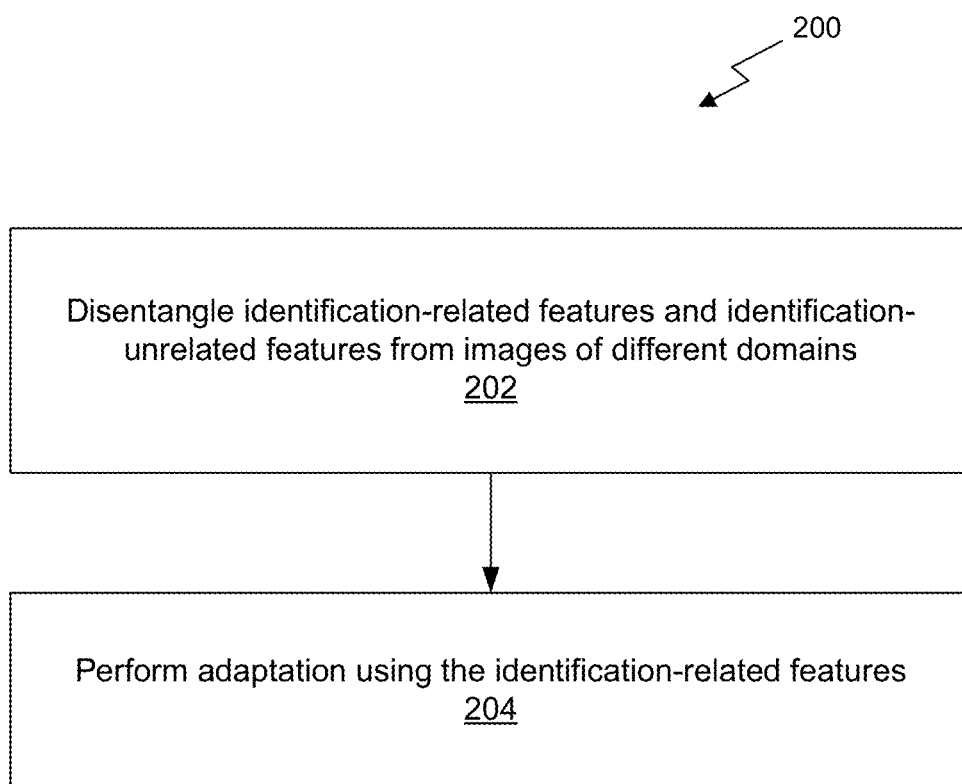 200
Disentangle identification-related features and identification-
unrelated features from images of different domains
202
Perform adaptation using the identification-related features
204